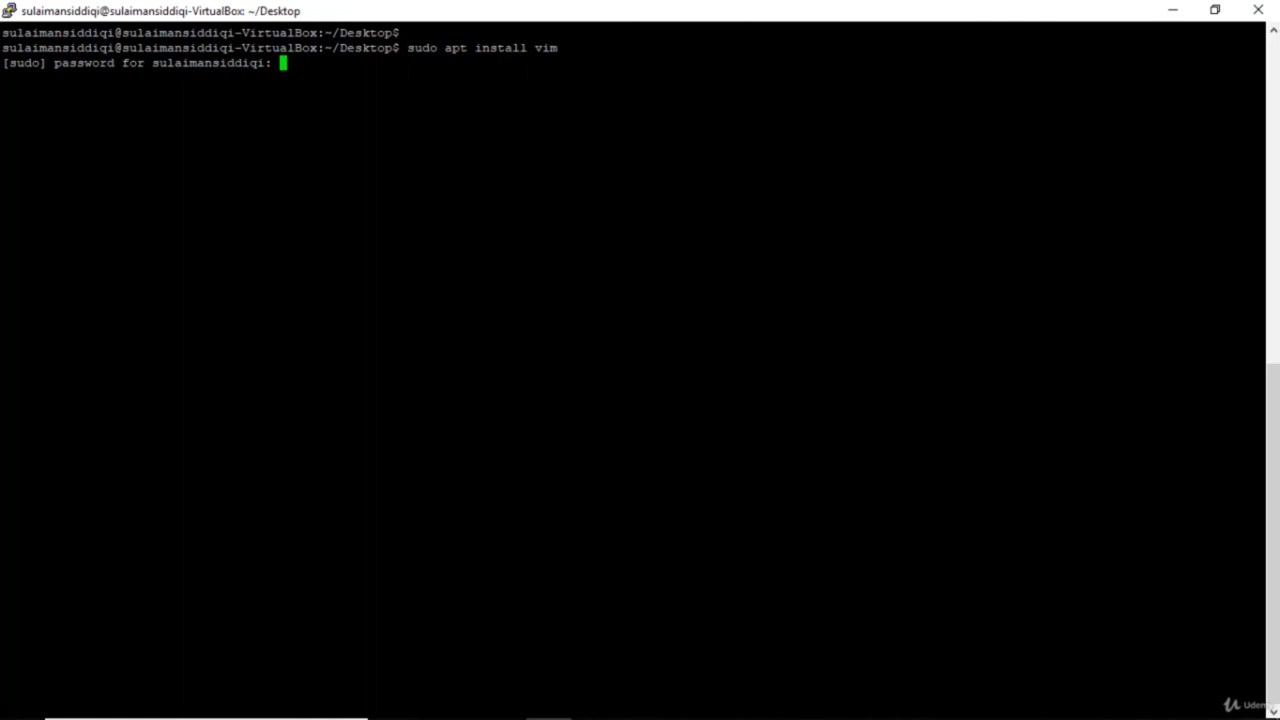 sulaimansiddiqi@sulaimansiddiqi-VirtualBox: ~/Desktop
sulaimansiddiqi@sulaimansiddiqi-VirtualBox:~/Desktop$
sulaimansiddiqi@sulaimansiddiqi-VirtualBox:~/Desktop$ sudo apt install vim
[sudo] password for sulaimansiddiqi: